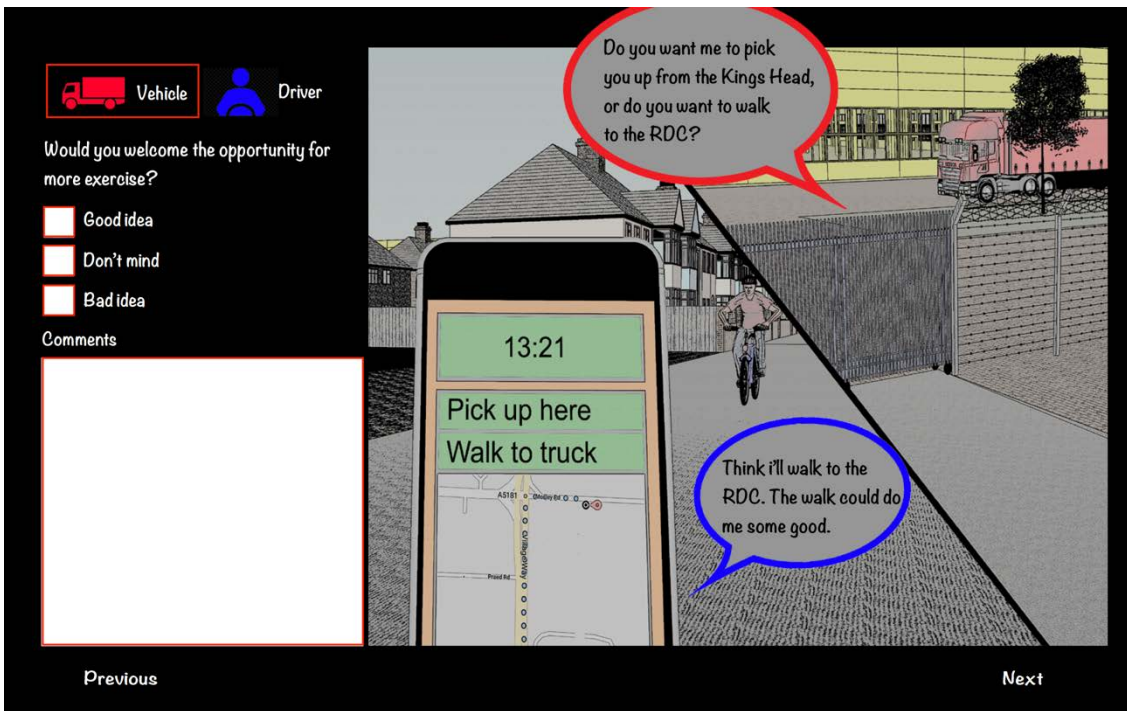 Vehicle
Driver
Would you welcome the opportunity for
more exercise?
Good idea
Don't mind
Bad idea
Comments
Do you want me to pick
you up from the Kings Head,
or do you want to walk
to the RDC?
13:21
Pick up here
Walk to truck
A5181
Village Way
Think i'll walk to the
RDC. The walk could do
me some good.
Previous
Next